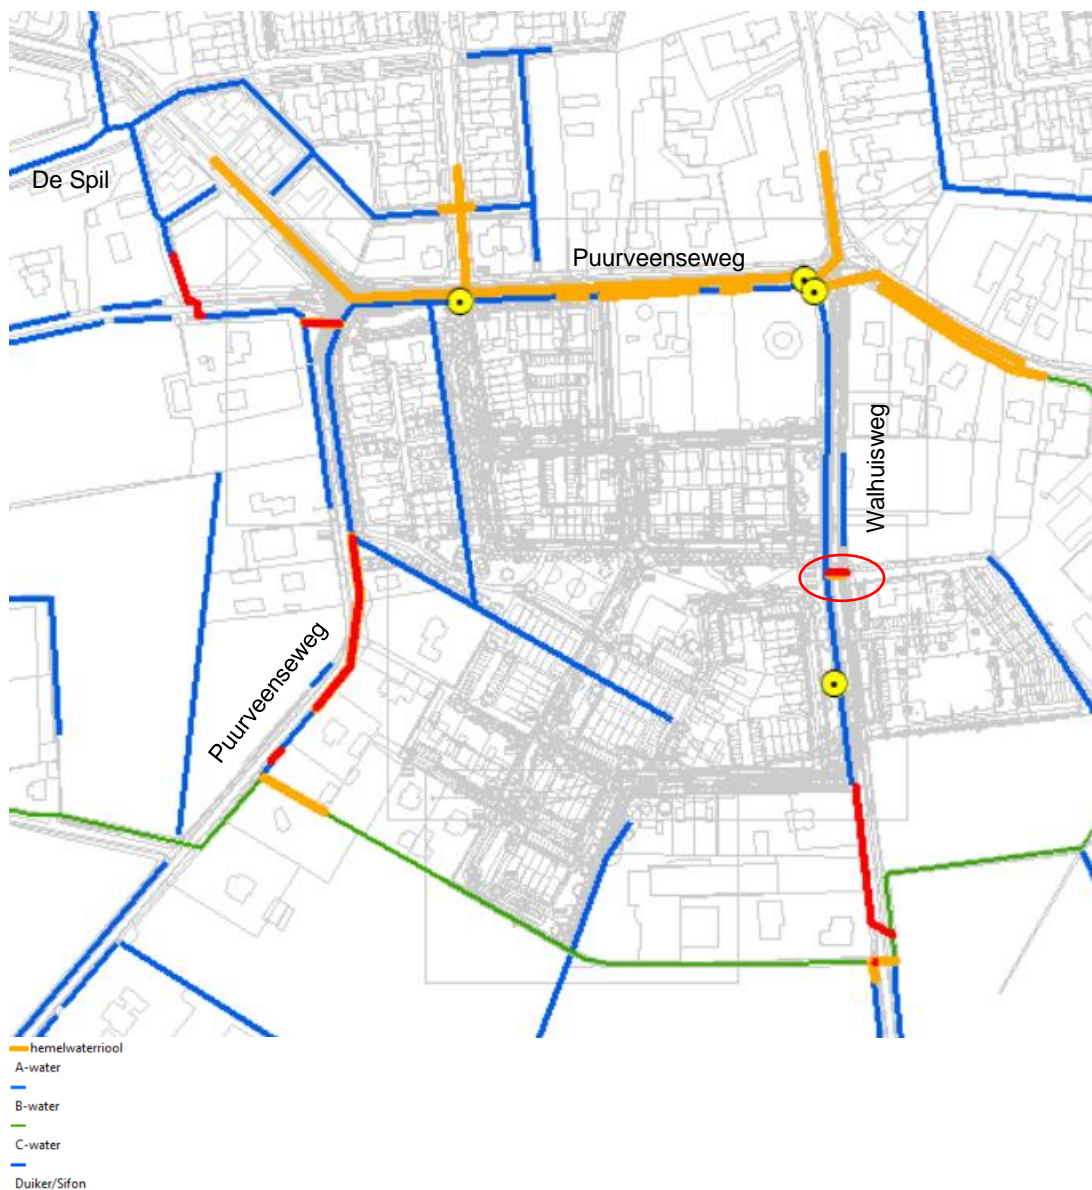 De Spil
Puurveenseweg
Walhuisweg
Puurveenseweg
hemelwaterriool
A-water
B-water
C-water
Duiker/Sifon